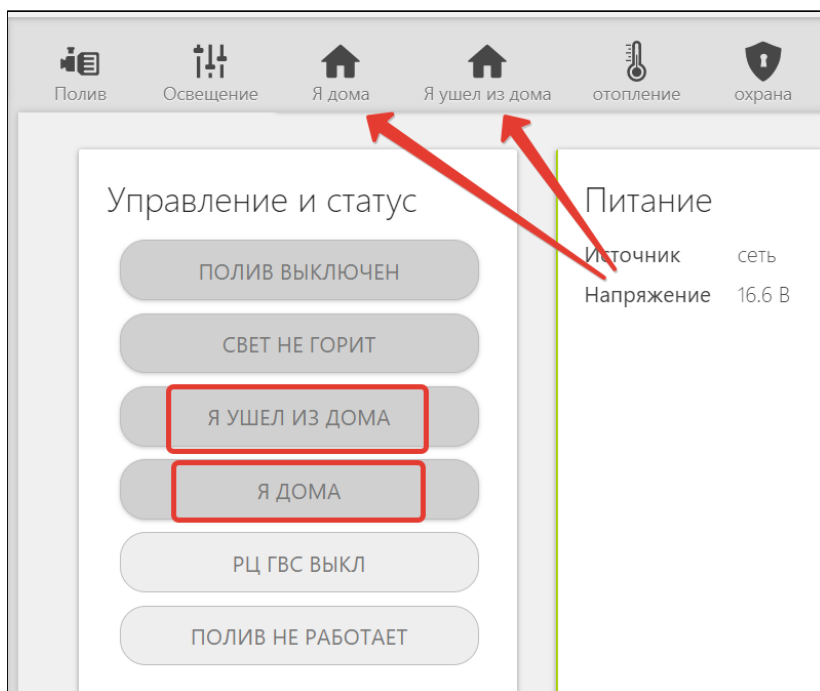 Полив
Освещение
Я дома
Я ушел из дома
отопление
охрана
Управление и статус
ПОЛИВ ВЫКЛЮЧЕН
СВЕТ НЕ ГОРИТ
Я УШЕЛ ИЗ ДОМА
Я ДОМА
РЦ ГВС ВЫКЛ
ПОЛИВ НЕ РАБОТАЕТ
Питание
Источник сеть
Напряжение 16.6 В